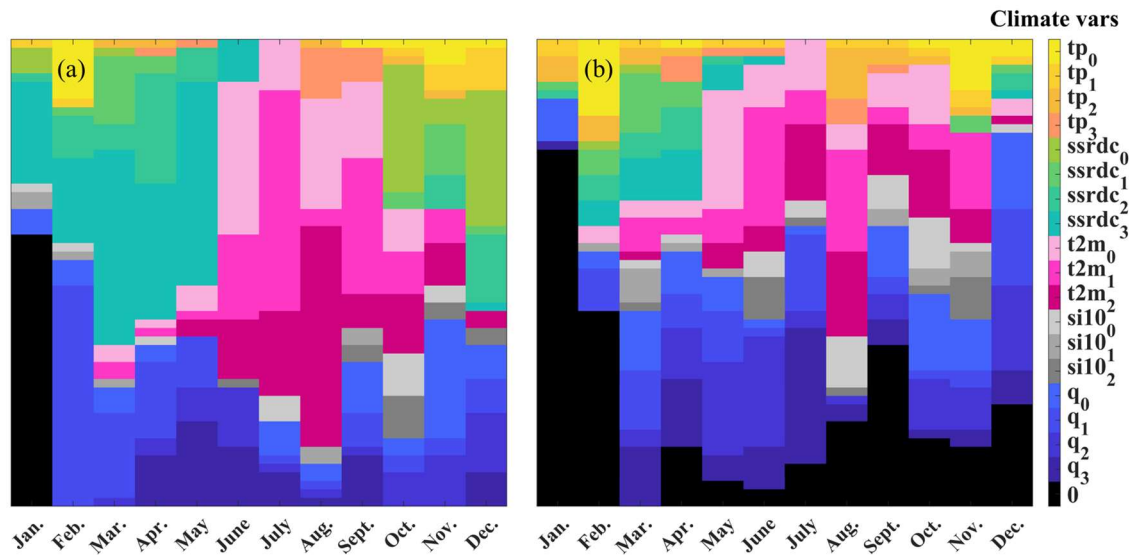 Climate vars
(a)
(b)
tp0
tp1
tp2
tp3
ssrdc0
ssrdc1
ssrdc2
ssrdc3
t2m0
t2m1
t2m2
si100
si101
si102
q0
q1
q2
q3
0
Jan. Feb. Mar. Apr. May June July Aug. Sept. Oct. Nov. Dec.
Jan. Feb. Mar. Apr. May June July Aug. Sept. Oct. Nov. Dec.